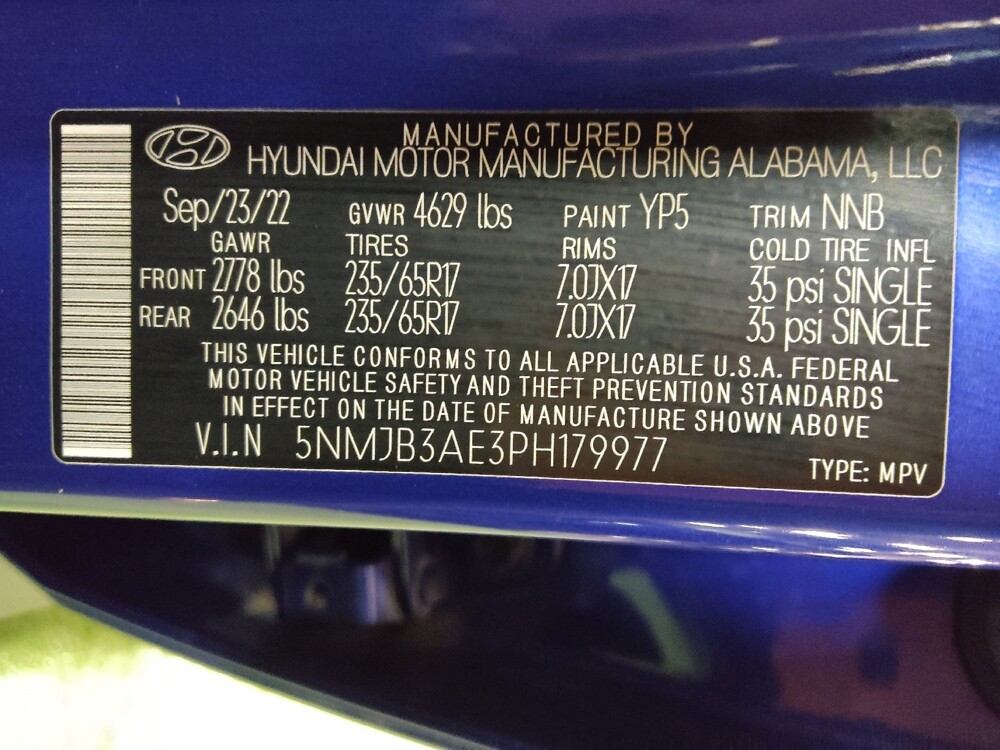 MANUFACTURED BY
HYUNDAI MOTOR MANUFACTURING ALABAMA, LLC
Sep/23/22 GVWR 4629 lbs PAINT YP5 TRIM NNB
GAWR TIRES RIMS COLD TIRE INFL
FRONT 2778 lbs 235/65R17 7.0JX17 35 psi SINGLE
REAR 2646 lbs 235/65R17 7.0JX17 35 psi SINGLE
THIS VEHICLE CONFORMS TO ALL APPLICABLE U.S.A. FEDERAL
MOTOR VEHICLE SAFETY AND THEFT PREVENTION STANDARDS
IN EFFECT ON THE DATE OF MANUFACTURE SHOWN ABOVE
V.I.N 5NMJB3AE3PH179977
TYPE: MPV